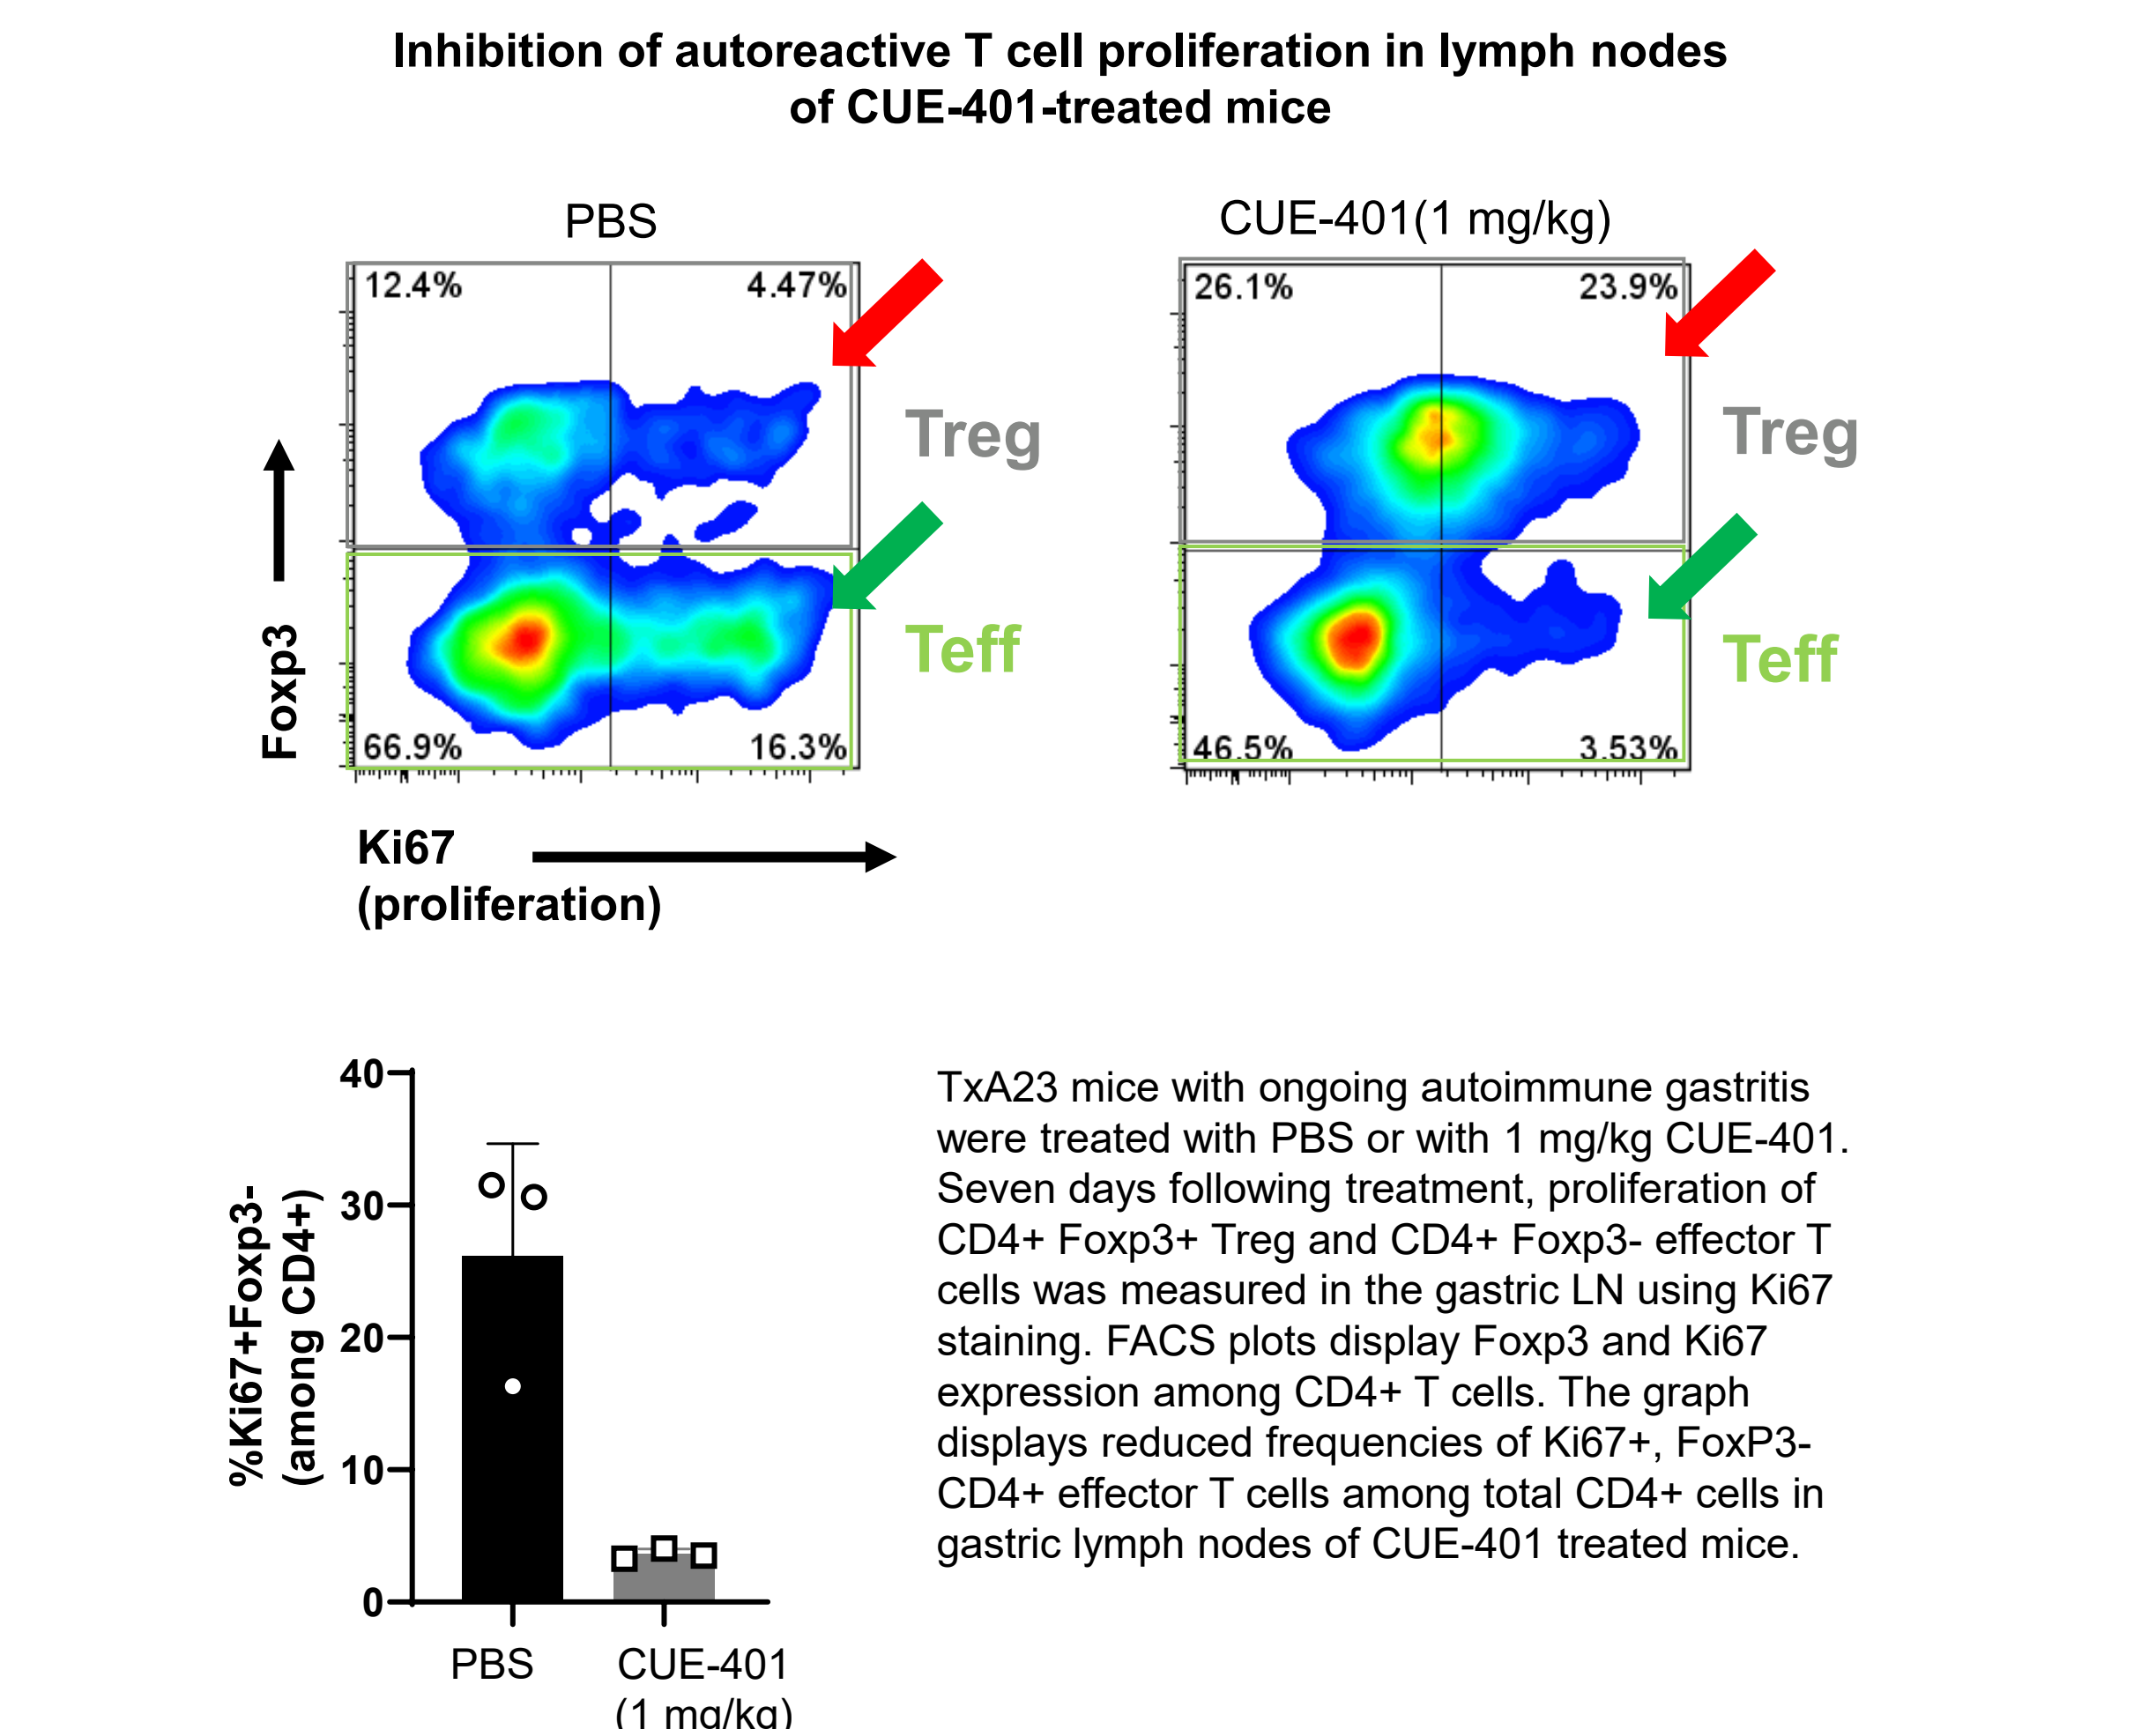 Inhibition of autoreactive T cell proliferation in lymph nodes
of CUE-401-treated mice
PBS
CUE-401(1 mg/kg)
12.4%
4.47%
26.1%
23.9%
Treg
Treg
Teff
Teff
66.9%
16.3%
46.5%
3.53%
Foxp3
Ki67
(proliferation)
%Ki67+Foxp3-
(among CD4+)
40
30
20
10
0
PBS
CUE-401
(1 mg/kg)
TxA23 mice with ongoing autoimmune gastritis
were treated with PBS or with 1 mg/kg CUE-401.
Seven days following treatment, proliferation of
CD4+ Foxp3+ Treg and CD4+ Foxp3- effector T
cells was measured in the gastric LN using Ki67
staining. FACS plots display Foxp3 and Ki67
expression among CD4+ T cells. The graph
displays reduced frequencies of Ki67+, FoxP3-
CD4+ effector T cells among total CD4+ cells in
gastric lymph nodes of CUE-401 treated mice.